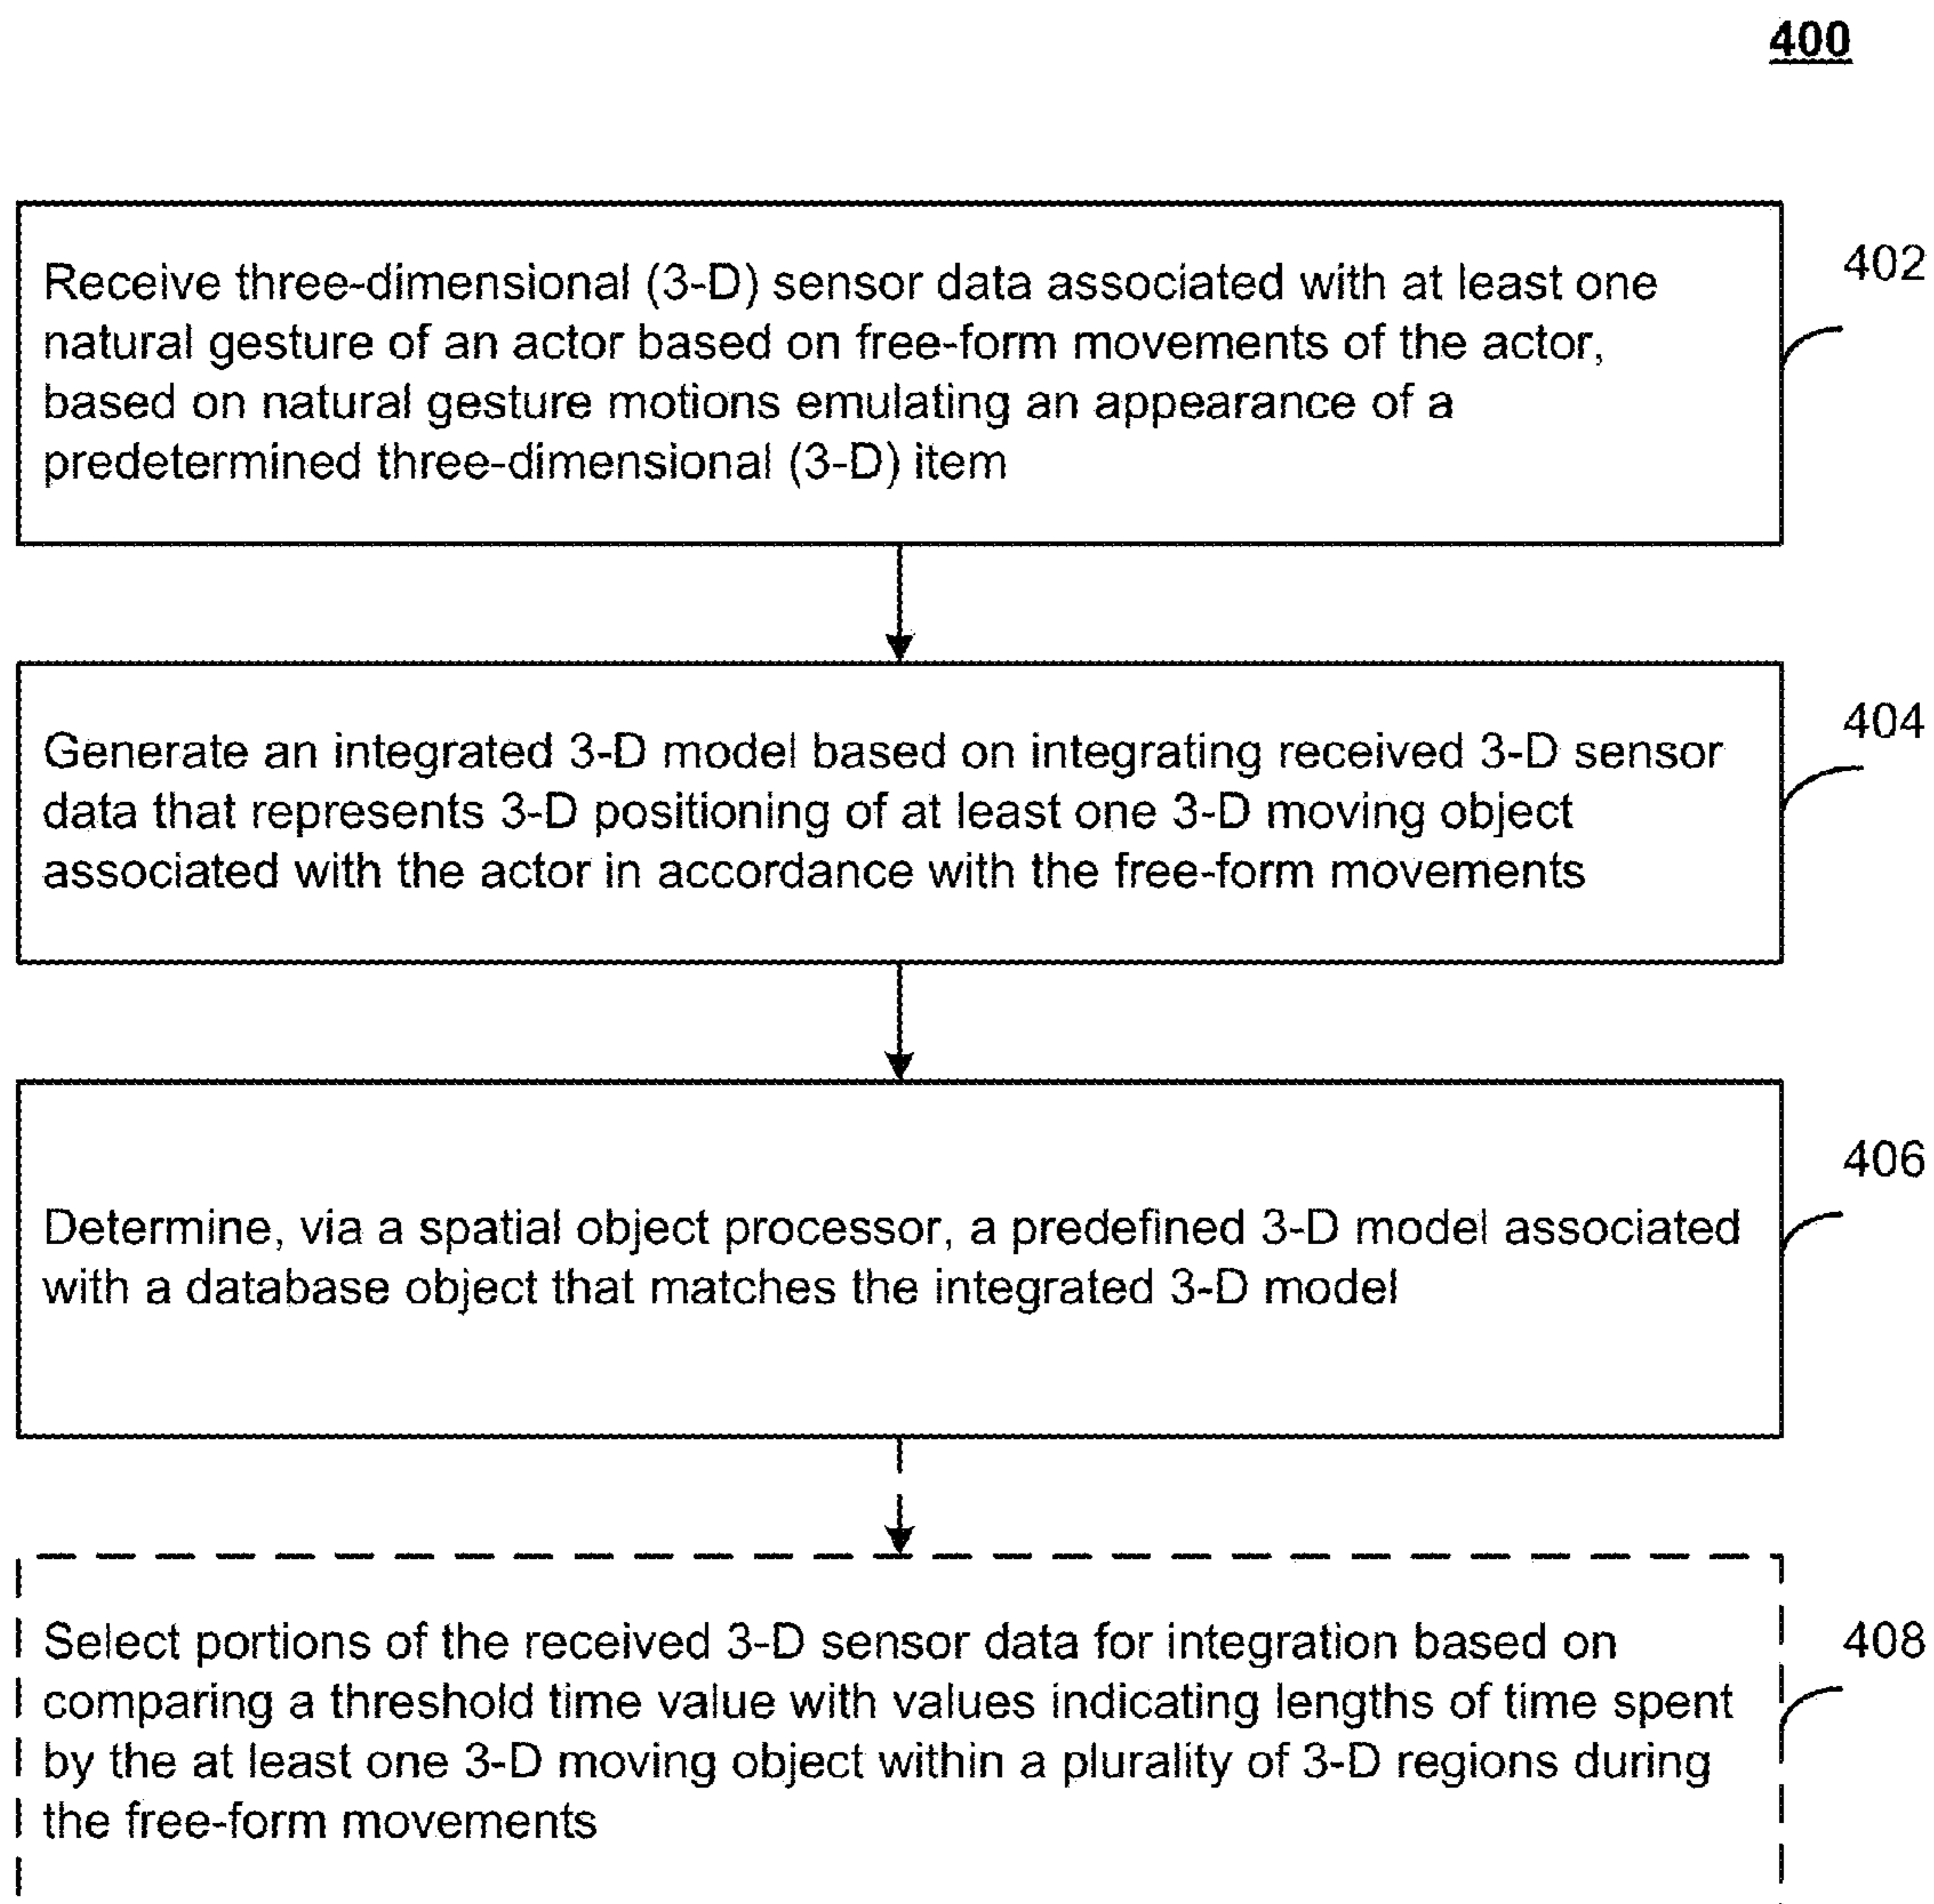 400
Receive three-dimensional (3-D) sensor data associated with at least one
natural gesture of an actor based on free-form movements of the actor,
based on natural gesture motions emulating an appearance of a
predetermined three-dimensional (3-D) item
402
Generate an integrated 3-D model based on integrating received 3-D sensor
data that represents 3-D positioning of at least one 3-D moving object
associated with the actor in accordance with the free-form movements
404
Determine, via a spatial object processor, a predefined 3-D model associated
with a database object that matches the integrated 3-D model
406
Select portions of the received 3-D sensor data for integration based on
comparing a threshold time value with values indicating lengths of time spent
by the at least one 3-D moving object within a plurality of 3-D regions during
the free-form movements
408